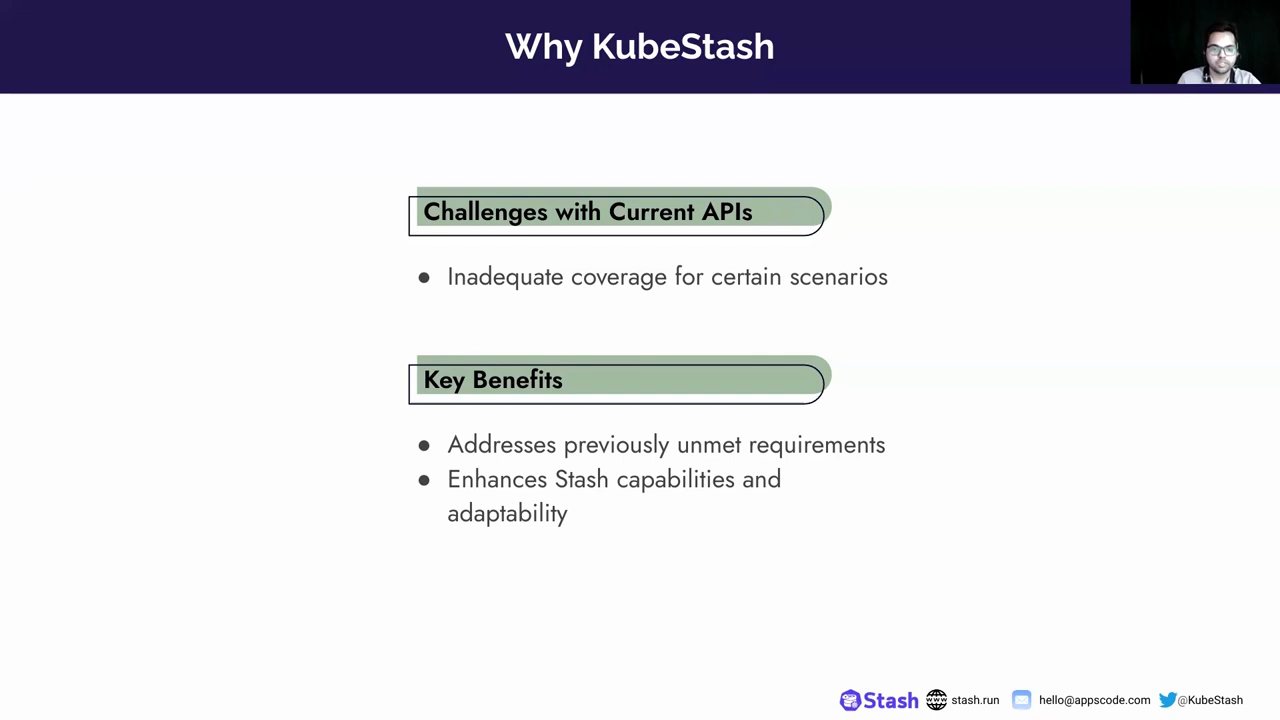 Why KubeStash
Challenges with Current APIs
● Inadequate coverage for certain scenarios
Key Benefits
● Addresses previously unmet requirements
● Enhances Stash capabilities and
adaptability
Stash
stash.run
hello@appscode.com
@KubeStash